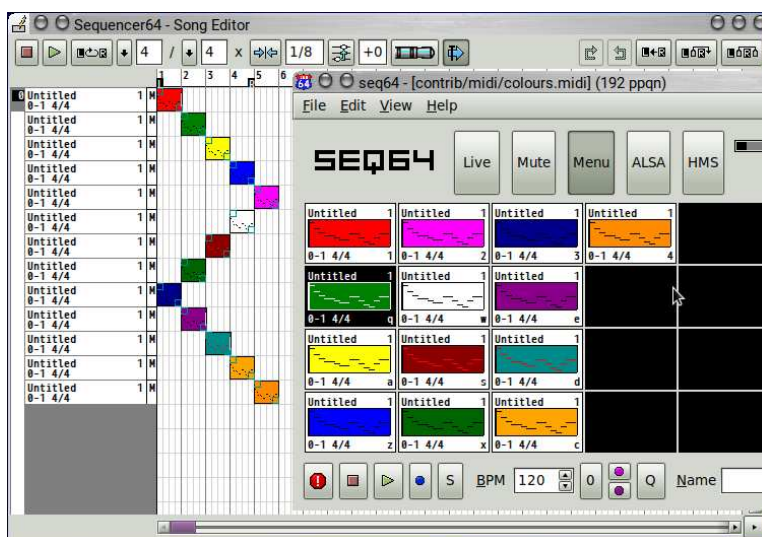 Sequencer64 - Song Editor
4 / 4 x 1/8 +0
1 2 3 4 5 6
0 Untitled 1 M
0-1 4/4
Untitled 1 M
0-1 4/4
Untitled 1 M
0-1 4/4
Untitled 1 M
0-1 4/4
Untitled 1 M
0-1 4/4
Untitled 1 M
0-1 4/4
Untitled 1 M
0-1 4/4
Untitled 1 M
0-1 4/4
Untitled 1 M
0-1 4/4
Untitled 1 M
0-1 4/4
Untitled 1 M
0-1 4/4
Untitled 1 M
0-1 4/4
Untitled 1 M
0-1 4/4
seq64 - [contrib/midi/colours.midi] (192 ppqn)
File Edit View Help
SEQ64 Live Mute Menu ALSA HMS
Untitled 1 Untitled 1 Untitled 1 Untitled 1
0-1 4/4 1 0-1 4/4 2 0-1 4/4 3 0-1 4/4 4
Untitled 1 Untitled 1 Untitled 1
0-1 4/4 q 0-1 4/4 w 0-1 4/4 e
Untitled 1 Untitled 1 Untitled 1
0-1 4/4 a 0-1 4/4 s 0-1 4/4 d
Untitled 1 Untitled 1 Untitled 1
0-1 4/4 z 0-1 4/4 x 0-1 4/4 c
S BPM 120 0 Q Name